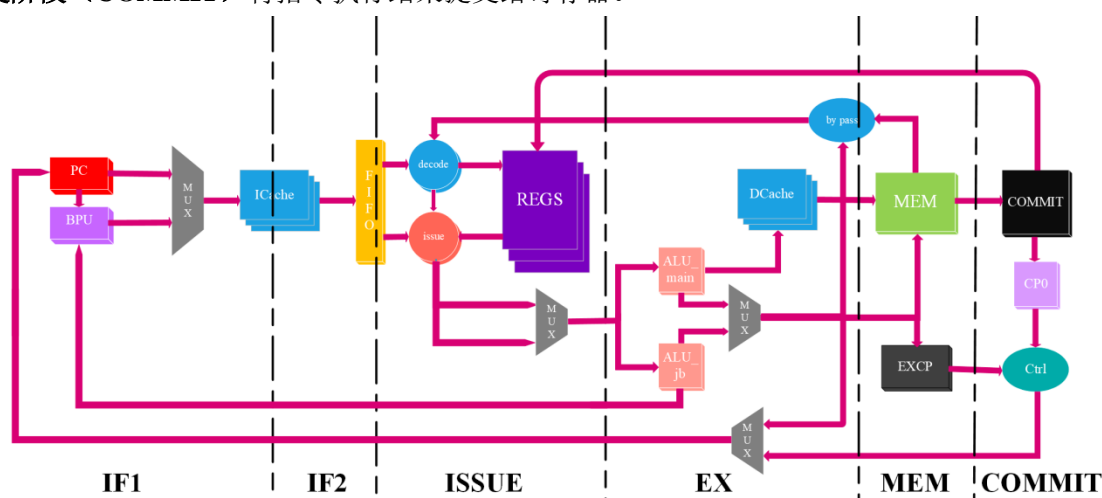 PC
BPU
M
U
X
ICache
F
I
F
O
decode
issue
REGS
M
U
X
ALU_
main
ALU_
jb
M
U
X
DCache
by pass
MEM
EXCP
COMMIT
CP0
Ctrl
M
U
X
IF1
IF2
ISSUE
EX
MEM
COMMIT